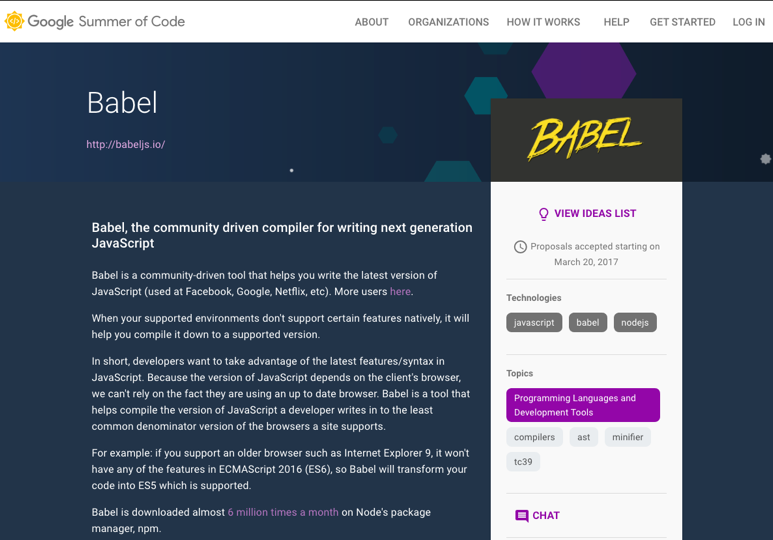 Google Summer of Code
ABOUT
ORGANIZATIONS
HOW IT WORKS
HELP
GET STARTED
LOG IN
Babel
http://babeljs.io/
BABEL
Babel, the community driven compiler for writing next generation
JavaScript
Babel is a community-driven tool that helps you write the latest version of
JavaScript (used at Facebook, Google, Netflix, etc). More users here.
When your supported environments don't support certain features natively, it will
help you compile it down to a supported version.
In short, developers want to take advantage of the latest features/syntax in
JavaScript. Because the version of JavaScript depends on the client's browser,
we can't rely on the fact they are using an up to date browser. Babel is a tool that
helps compile the version of JavaScript a developer writes in to the least
common denominator version of the browsers a site supports.
For example: if you support an older browser such as Internet Explorer 9, it won't
have any of the features in ECMAScript 2016 (ES6), so Babel will transform your
code into ES5 which is supported.
Babel is downloaded almost 6 million times a month on Node's package
manager, npm.
VIEW IDEAS LIST
Proposals accepted starting on
March 20, 2017
Technologies
javascript
babel
nodejs
Topics
Programming Languages and
Development Tools
compilers
ast
minifier
tc39
CHAT